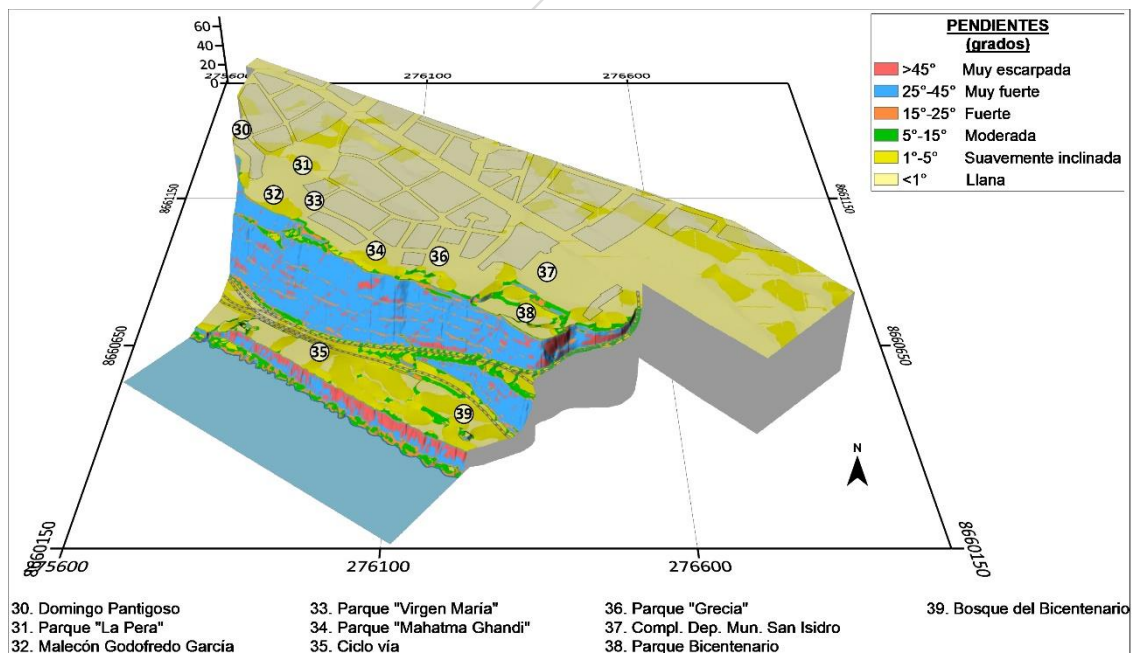 60
40
20
0
275600
276100
276600
PENDIENTES
(grados)
>45° Muy escarpada
25°-45° Muy fuerte
15°-25° Fuerte
5°-15° Moderada
1°-5° Suavemente inclinada
<1° Llana
30
31
32
33
34
36
37
38
35
39
8661150
8661150
8660650
8660650
N
8660150
8660150
275600
276100
276600
30. Domingo Pantigoso
31. Parque "La Pera"
32. Malecón Godofredo García
33. Parque "Virgen María"
34. Parque "Mahatma Ghandi"
35. Ciclo vía
36. Parque "Grecia"
37. Compl. Dep. Mun. San Isidro
38. Parque Bicentenario
39. Bosque del Bicentenario